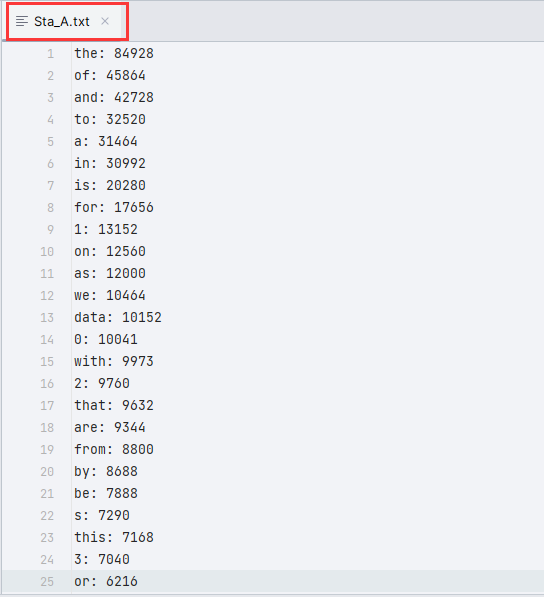 Sta_A.txt ×
1 the: 84928
2 of: 45864
3 and: 42728
4 to: 32520
5 a: 31464
6 in: 30992
7 is: 20280
8 for: 17656
9 1: 13152
10 on: 12560
11 as: 12000
12 we: 10464
13 data: 10152
14 0: 10041
15 with: 9973
16 2: 9760
17 that: 9632
18 are: 9344
19 from: 8800
20 by: 8688
21 be: 7888
22 s: 7290
23 this: 7168
24 3: 7040
25 or: 6216